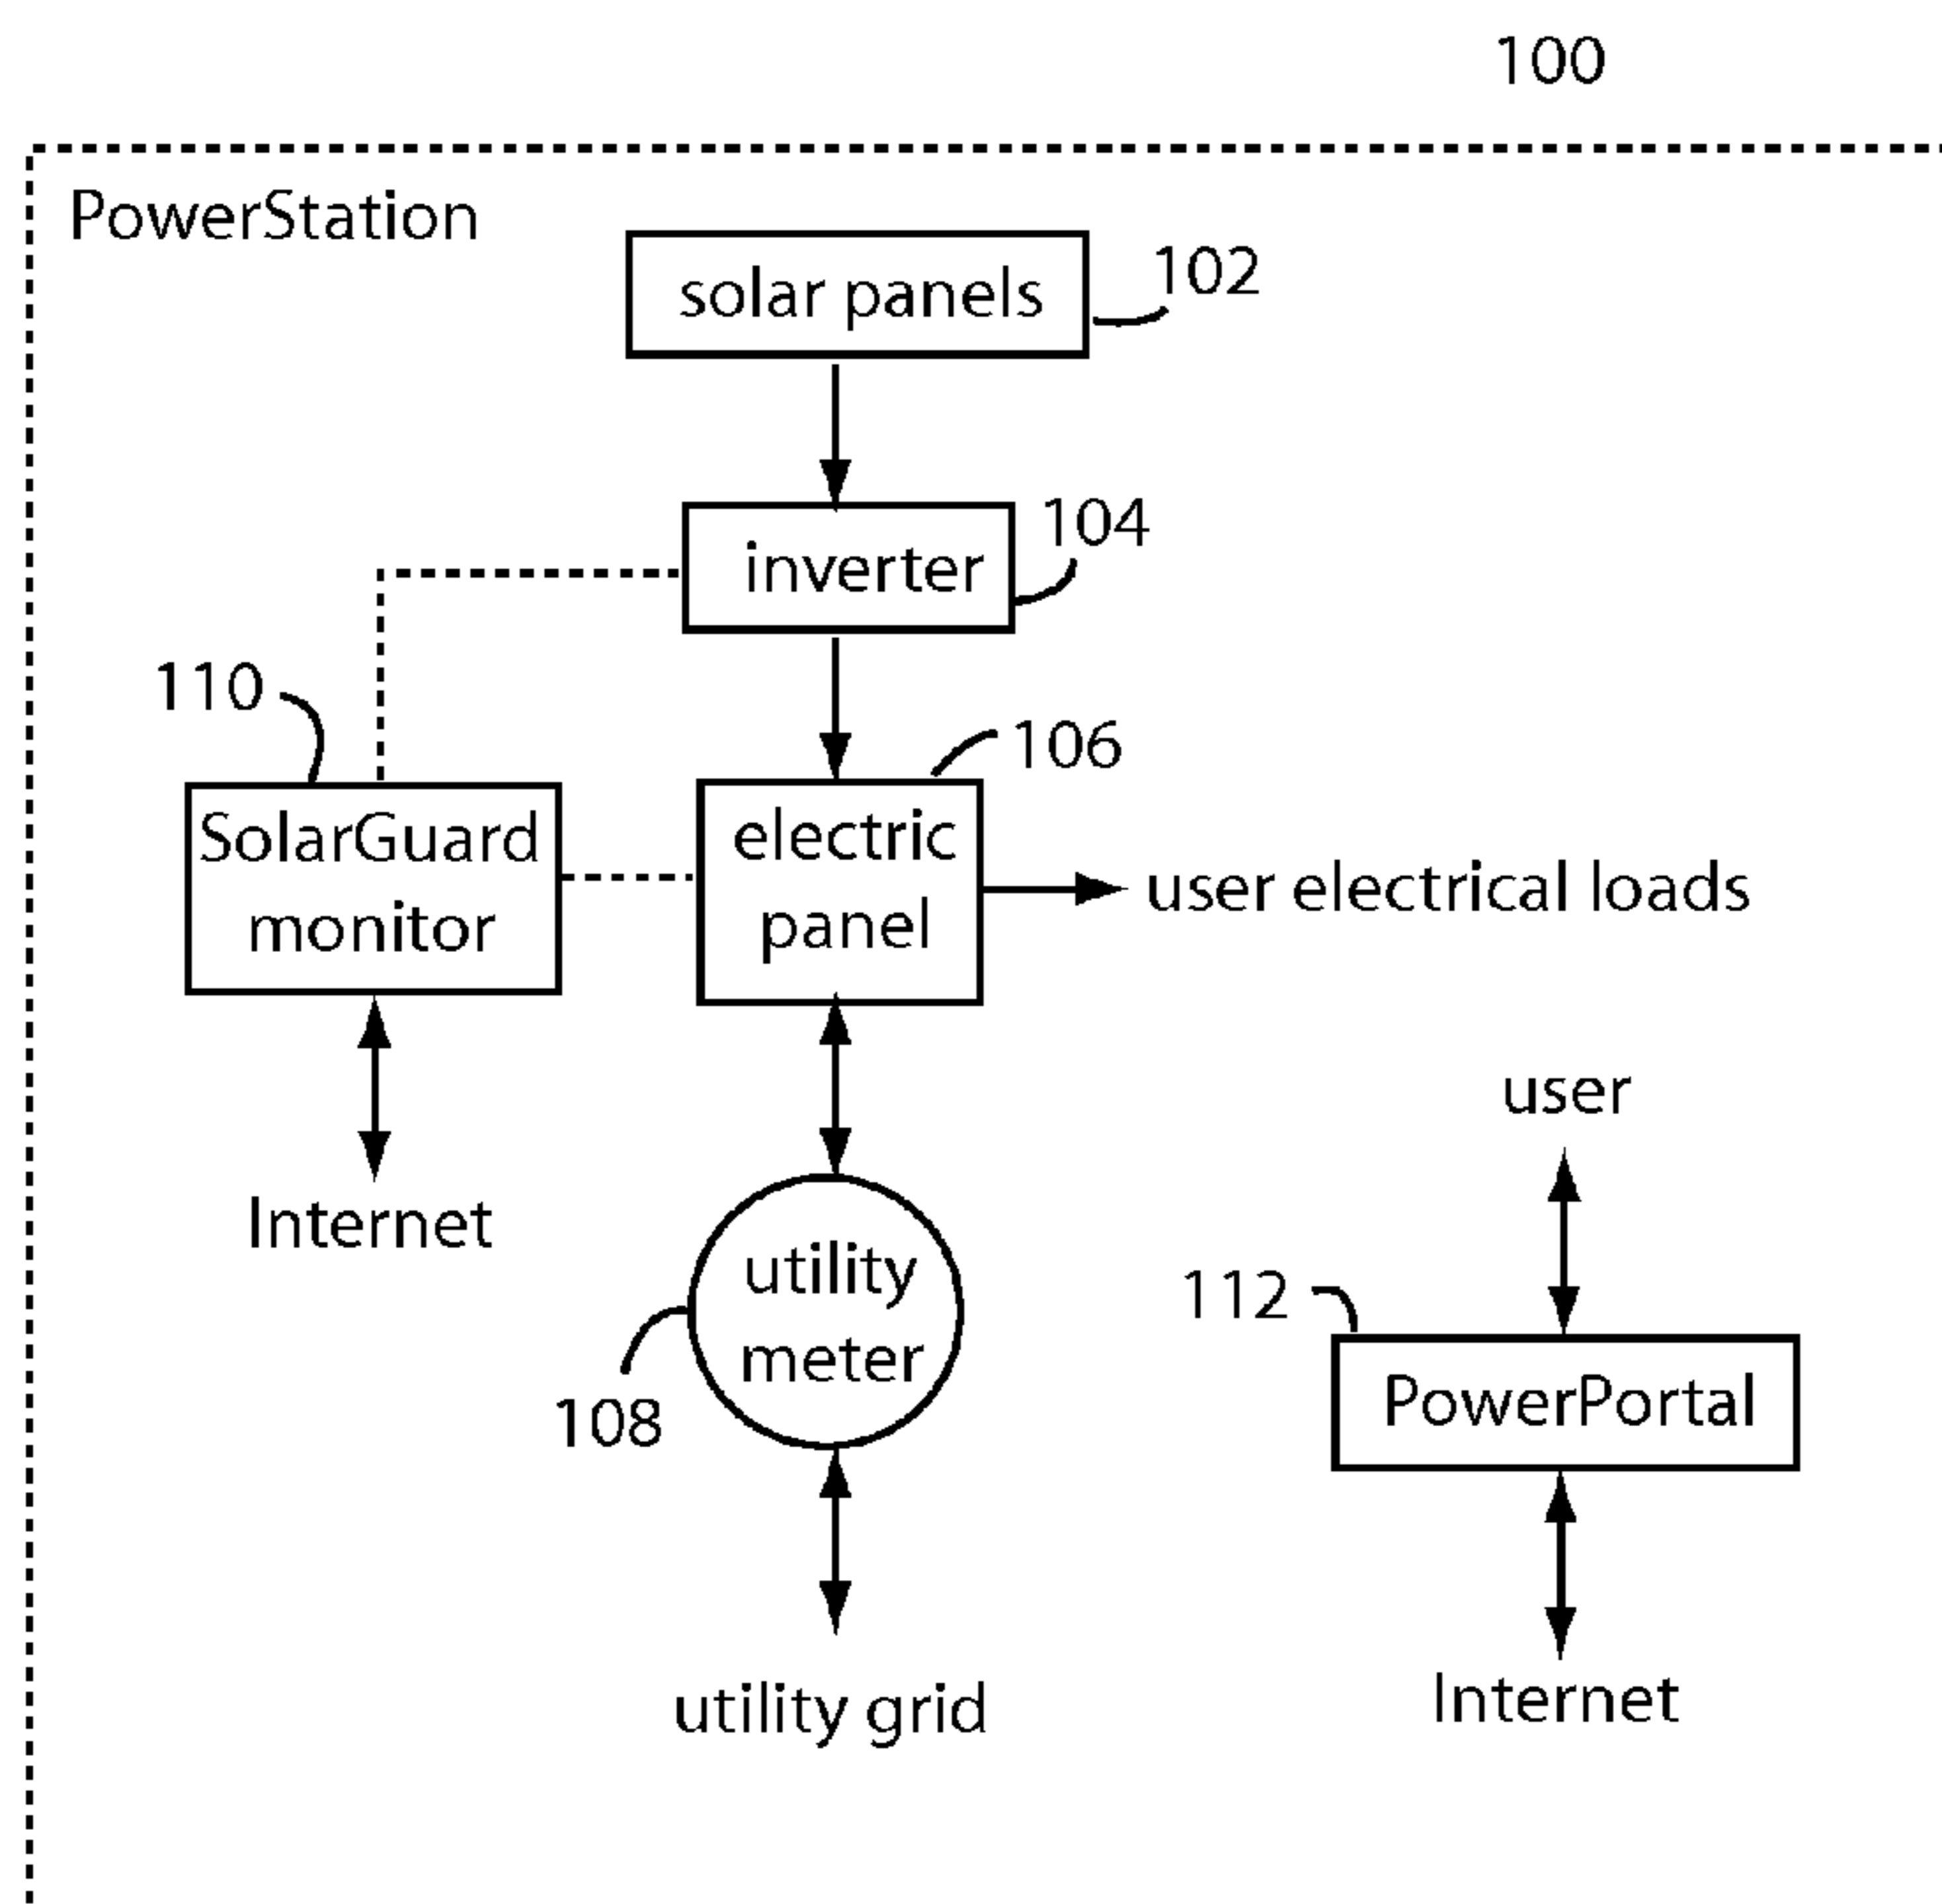 100
PowerStation
solar panels
102
inverter
104
110
106
SolarGuard
monitor
electric
panel
user electrical loads
user
Internet
utility
meter
108
112
PowerPortal
utility grid
Internet